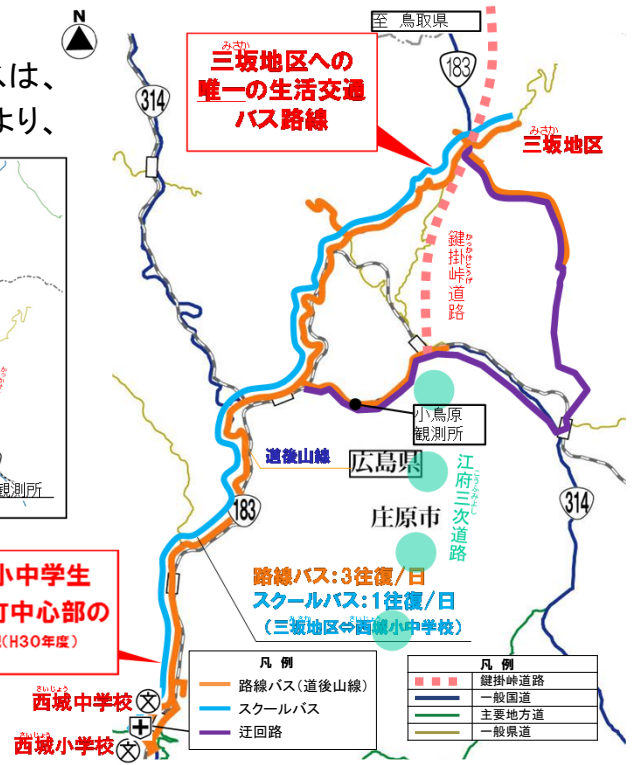 N
至 鳥取県
スは、
より、
314
183
みさか
三坂地区への
唯一の生活交通
バス路線
みさか
三坂地区
かっかけとうげ
鍵掛峠道路
小鳥原
観測所
道後山線
広島県
江府三次道路
こうふみよし
庄原市
183
314
観測所
路線バス:3往復/日
スクールバス:1往復/日
(三坂地区⇔西城小中学校)
小中学生
町中心部の
(H30年度)
凡 例
路線バス(道後山線)
スクールバス
迂回路
凡 例
鍵掛峠道路
一般国道
主要地方道
一般県道
さいじょう
西城中学校
さいじょう
西城小学校